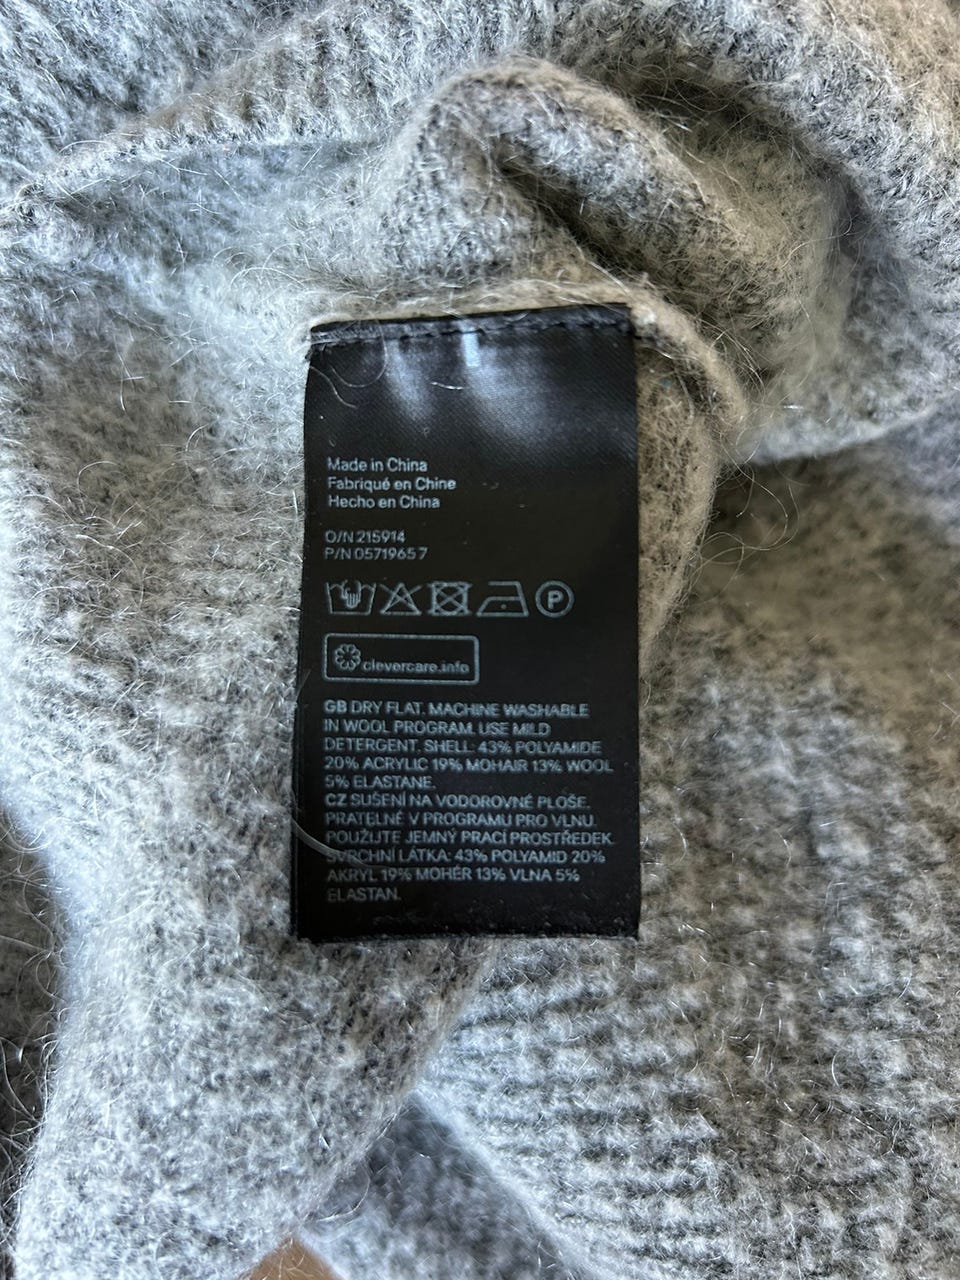 Made in China
Fabriqué en Chine
Hecho en China
O/N 215914
P/N 05719657
P
clevercare.info
GB DRY FLAT. MACHINE WASHABLE
IN WOOL PROGRAM. USE MILD
DETERGENT. SHELL: 43% POLYAMIDE
20% ACRYLIC 19% MOHAIR 13% WOOL
5% ELASTANE.
CZ SUŠENÍ NA VODOROVNÉ PLOŠE.
PRATELNÉ V PROGRAMU PRO VLNU.
POUŽIJTE JEMNÝ PRACÍ PROSTŘEDEK.
SVRCHNÍ LÁTKA: 43% POLYAMID 20%
AKRYL 19% MOHÉR 13% VLNA 5%
ELASTAN.